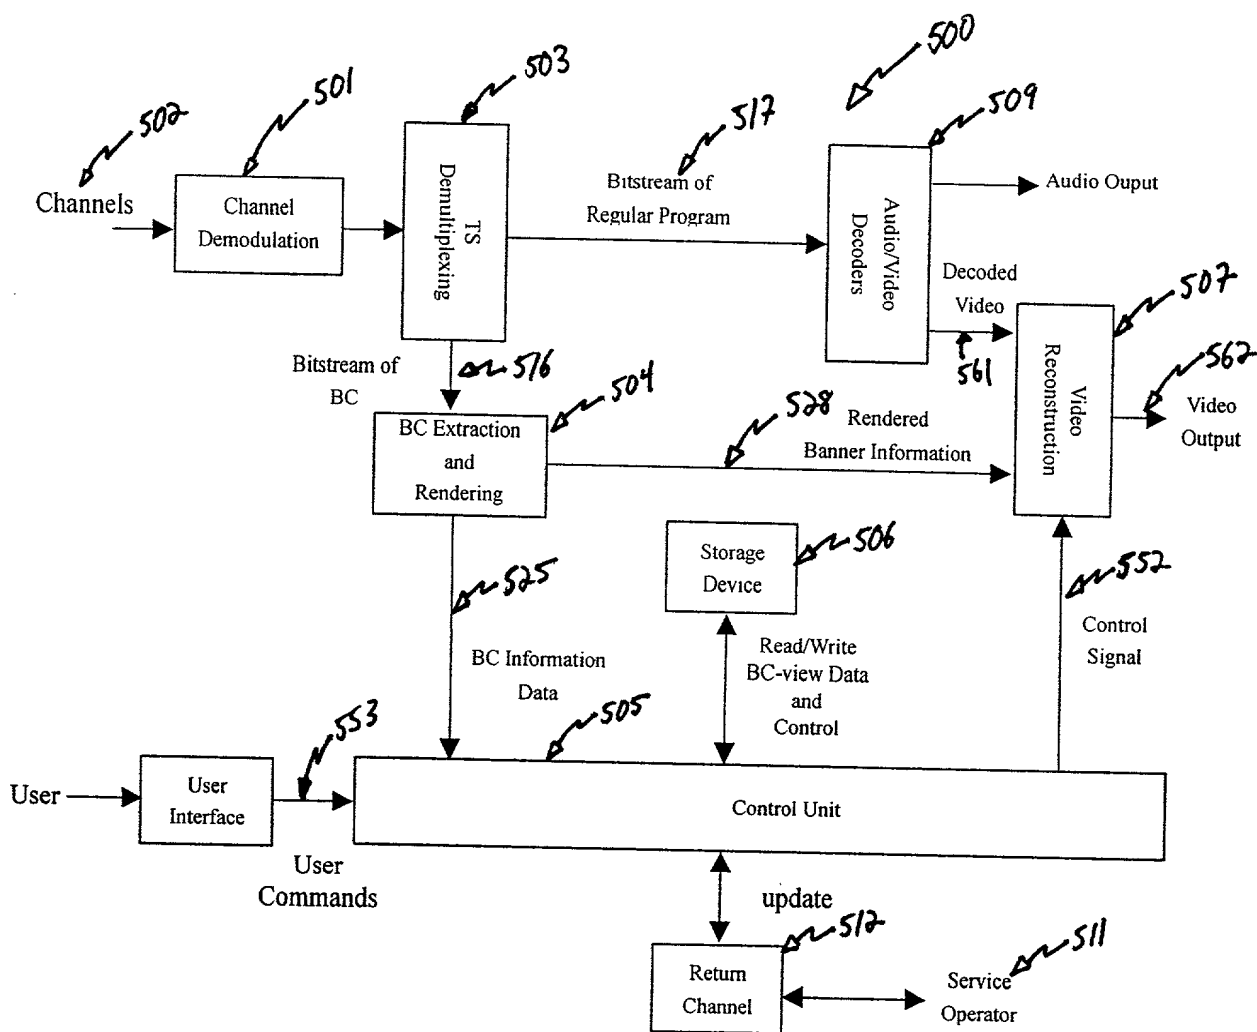 500
503
501
517
509
502
Channels
Channel
Demodulation
TS
Demultiplexing
Bitstream of
Regular Program
Audio/Video
Decoders
Audio Ouput
Decoded
Video
507
561
562
Video
Reconstruction
Video
Output
Bitstream of
BC
516
504
BC Extraction
and
Rendering
528
Rendered
Banner Information
506
Storage
Device
525
552
Control
Signal
BC Information
Data
Read/Write
BC-view Data
and
Control
505
553
User
User
Interface
Control Unit
User
Commands
update
512
511
Return
Channel
Service
Operator